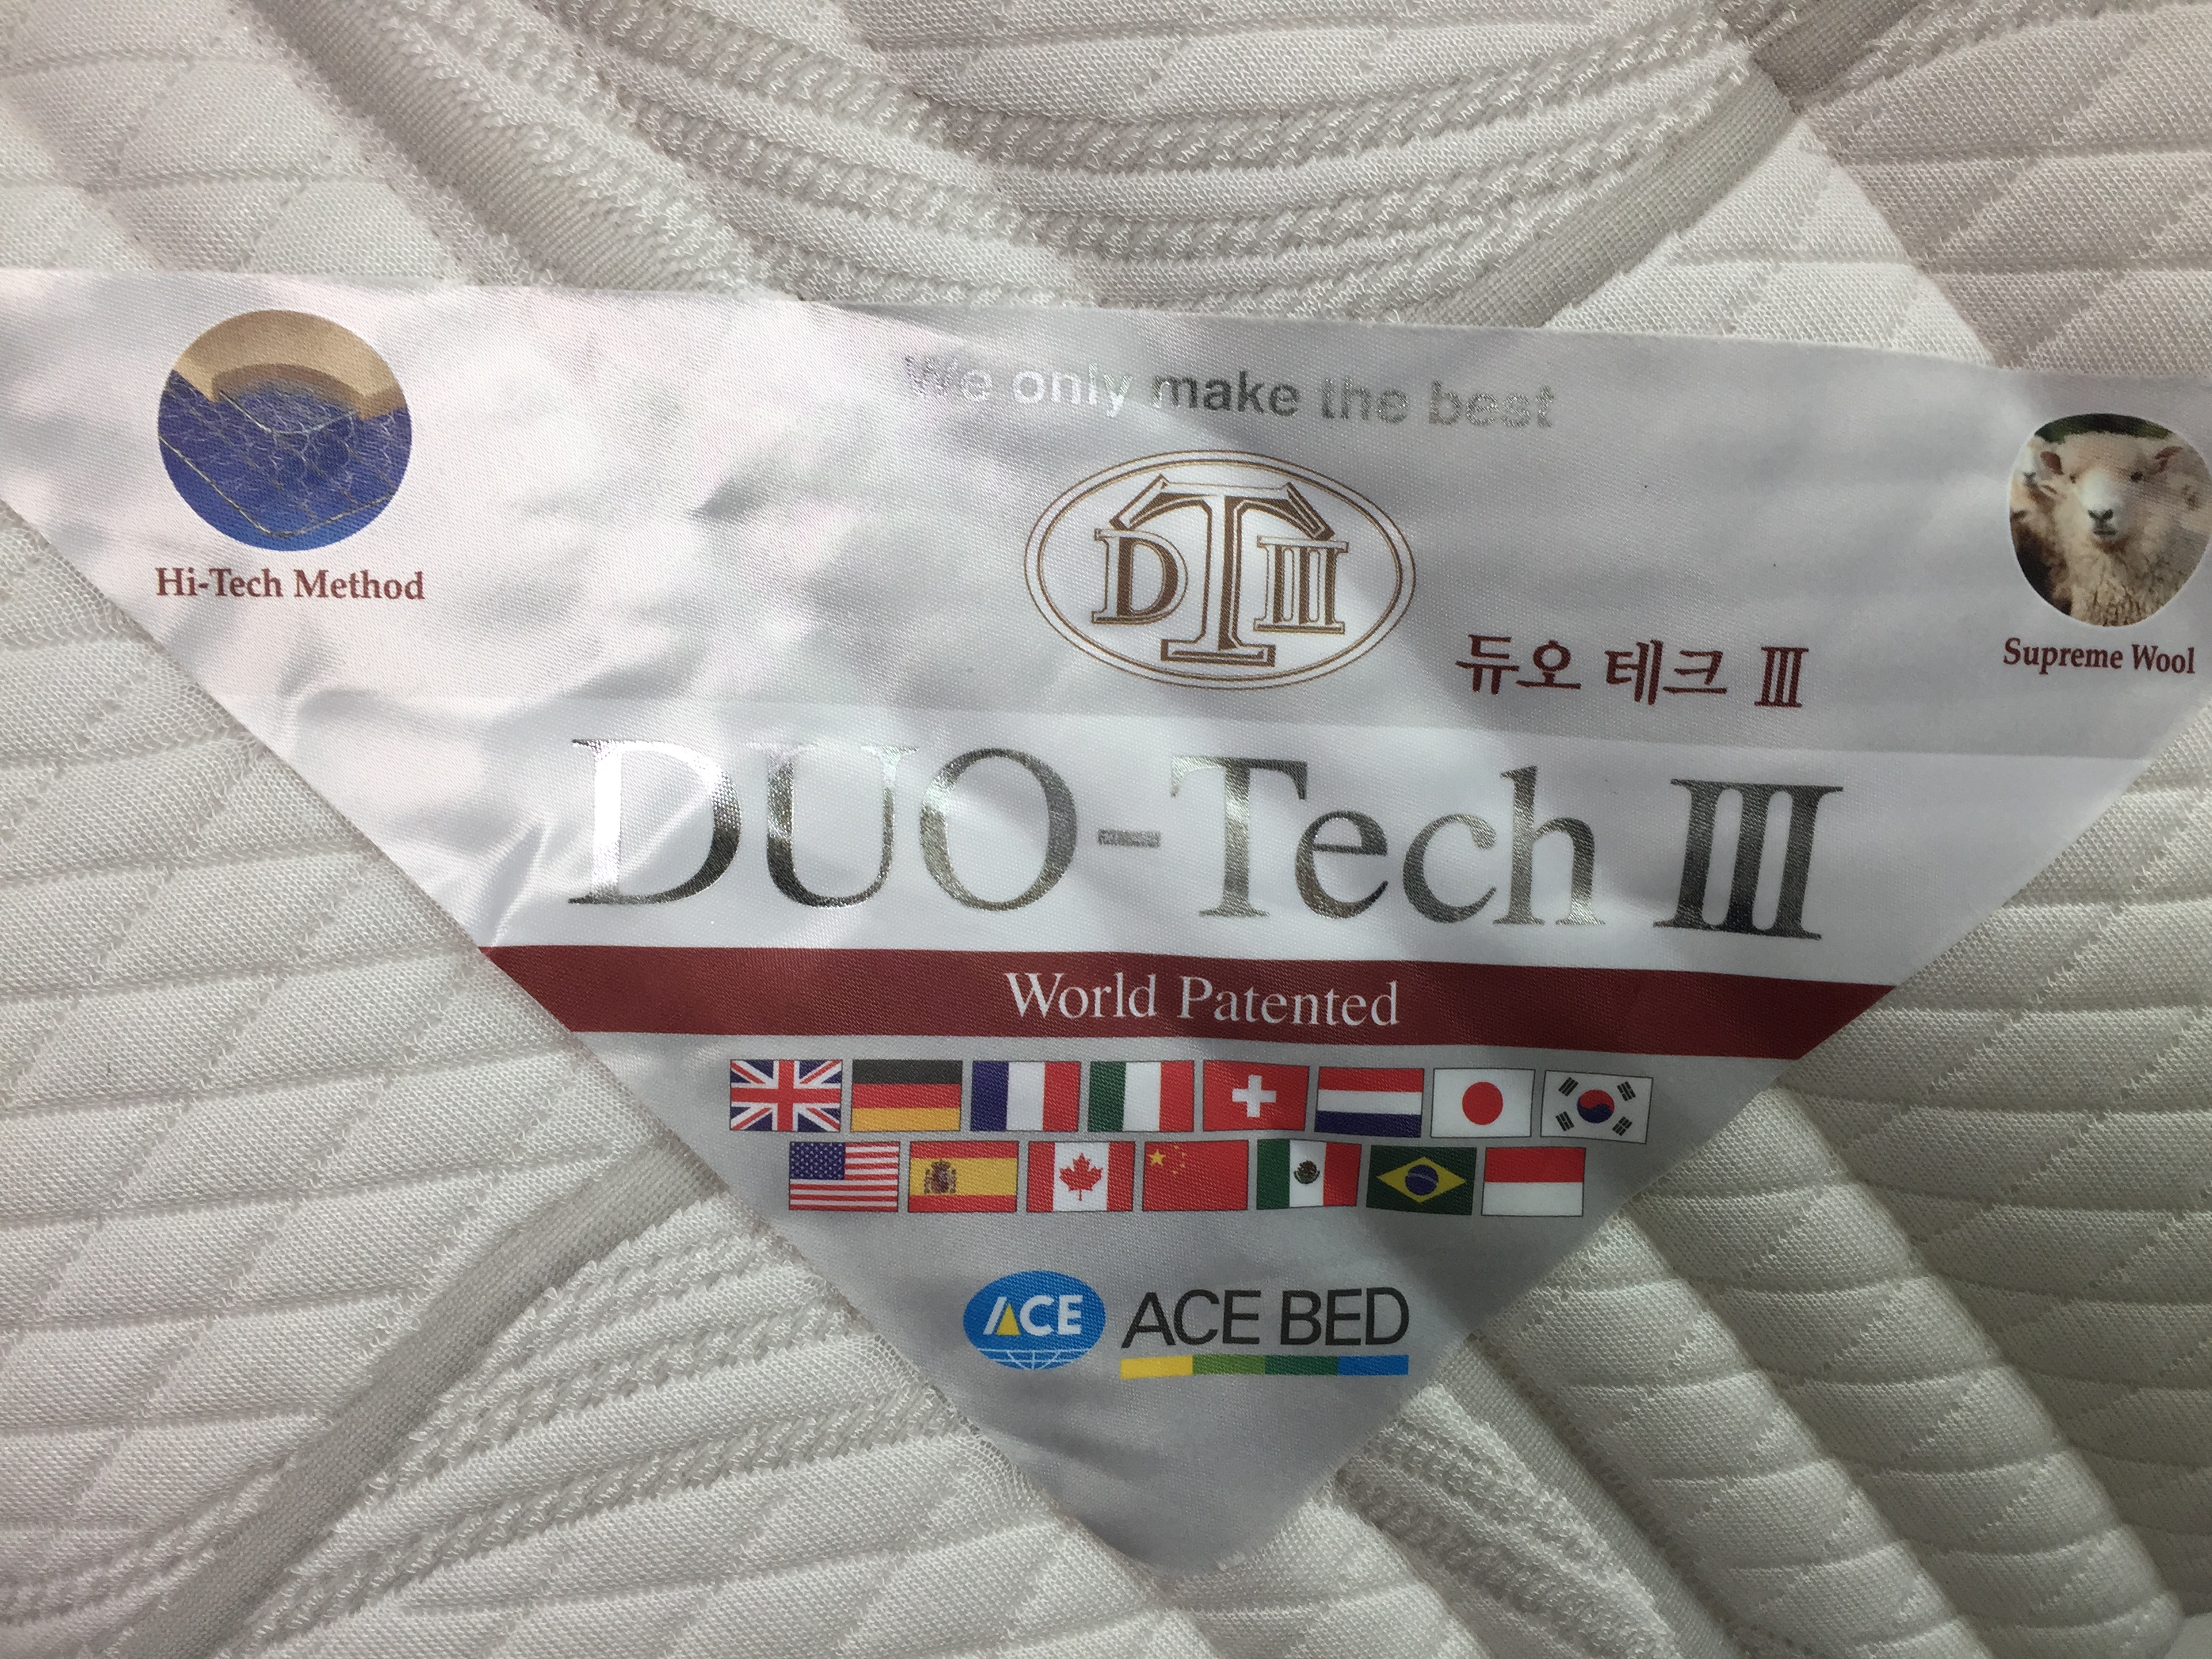 We only make the best
DTIII
Hi-Tech Method
듀오 테크 Ⅲ
Supreme Wool
DUO-Tech Ⅲ
World Patented
ACE ACE BED